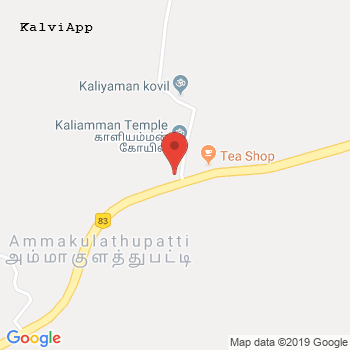 KalviApp
Kaliyaman kovil
Kaliamman Temple
காளியம்மன்
கோயில்
Tea Shop
83
Ammakulathupatti
அம்மாகுளத்துபட்டி
Google
Map data ©2019 Google